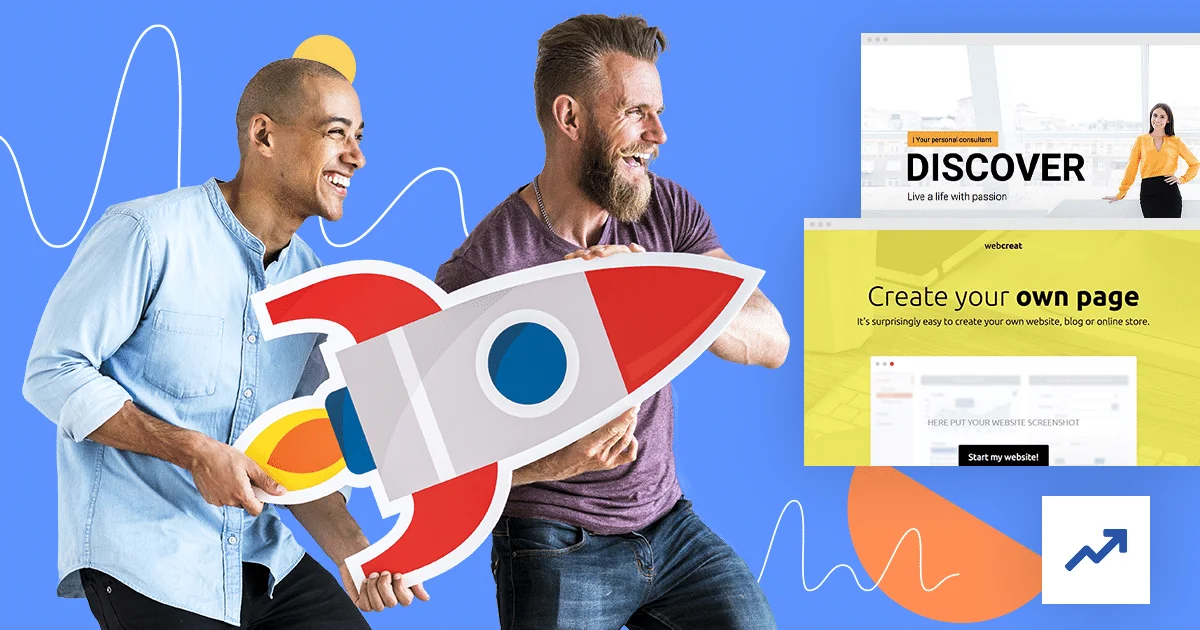 | Your personal consultant
DISCOVER
Live a life with passion
webcreat
Create your own page
It's surprisingly easy to create your own website, blog or online store.
HERE PUT YOUR WEBSITE SCREENSHOT
Start my website!